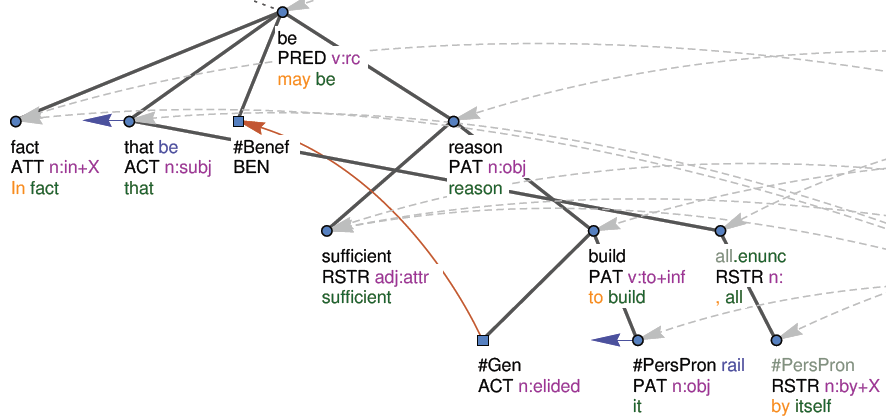 be
PRED v:rc
may be
fact
ATT n:in+X
In fact
that be
ACT n:subj
that
#Benef
BEN
reason
PAT n:obj
reason
sufficient
RSTR adj:attr
sufficient
build
PAT v:to+inf
to build
all.enunc
RSTR n:
, all
#Gen
ACT n:elided
#PersPron rail
PAT n:obj
it
#PersPron
RSTR n:by+X
by itself